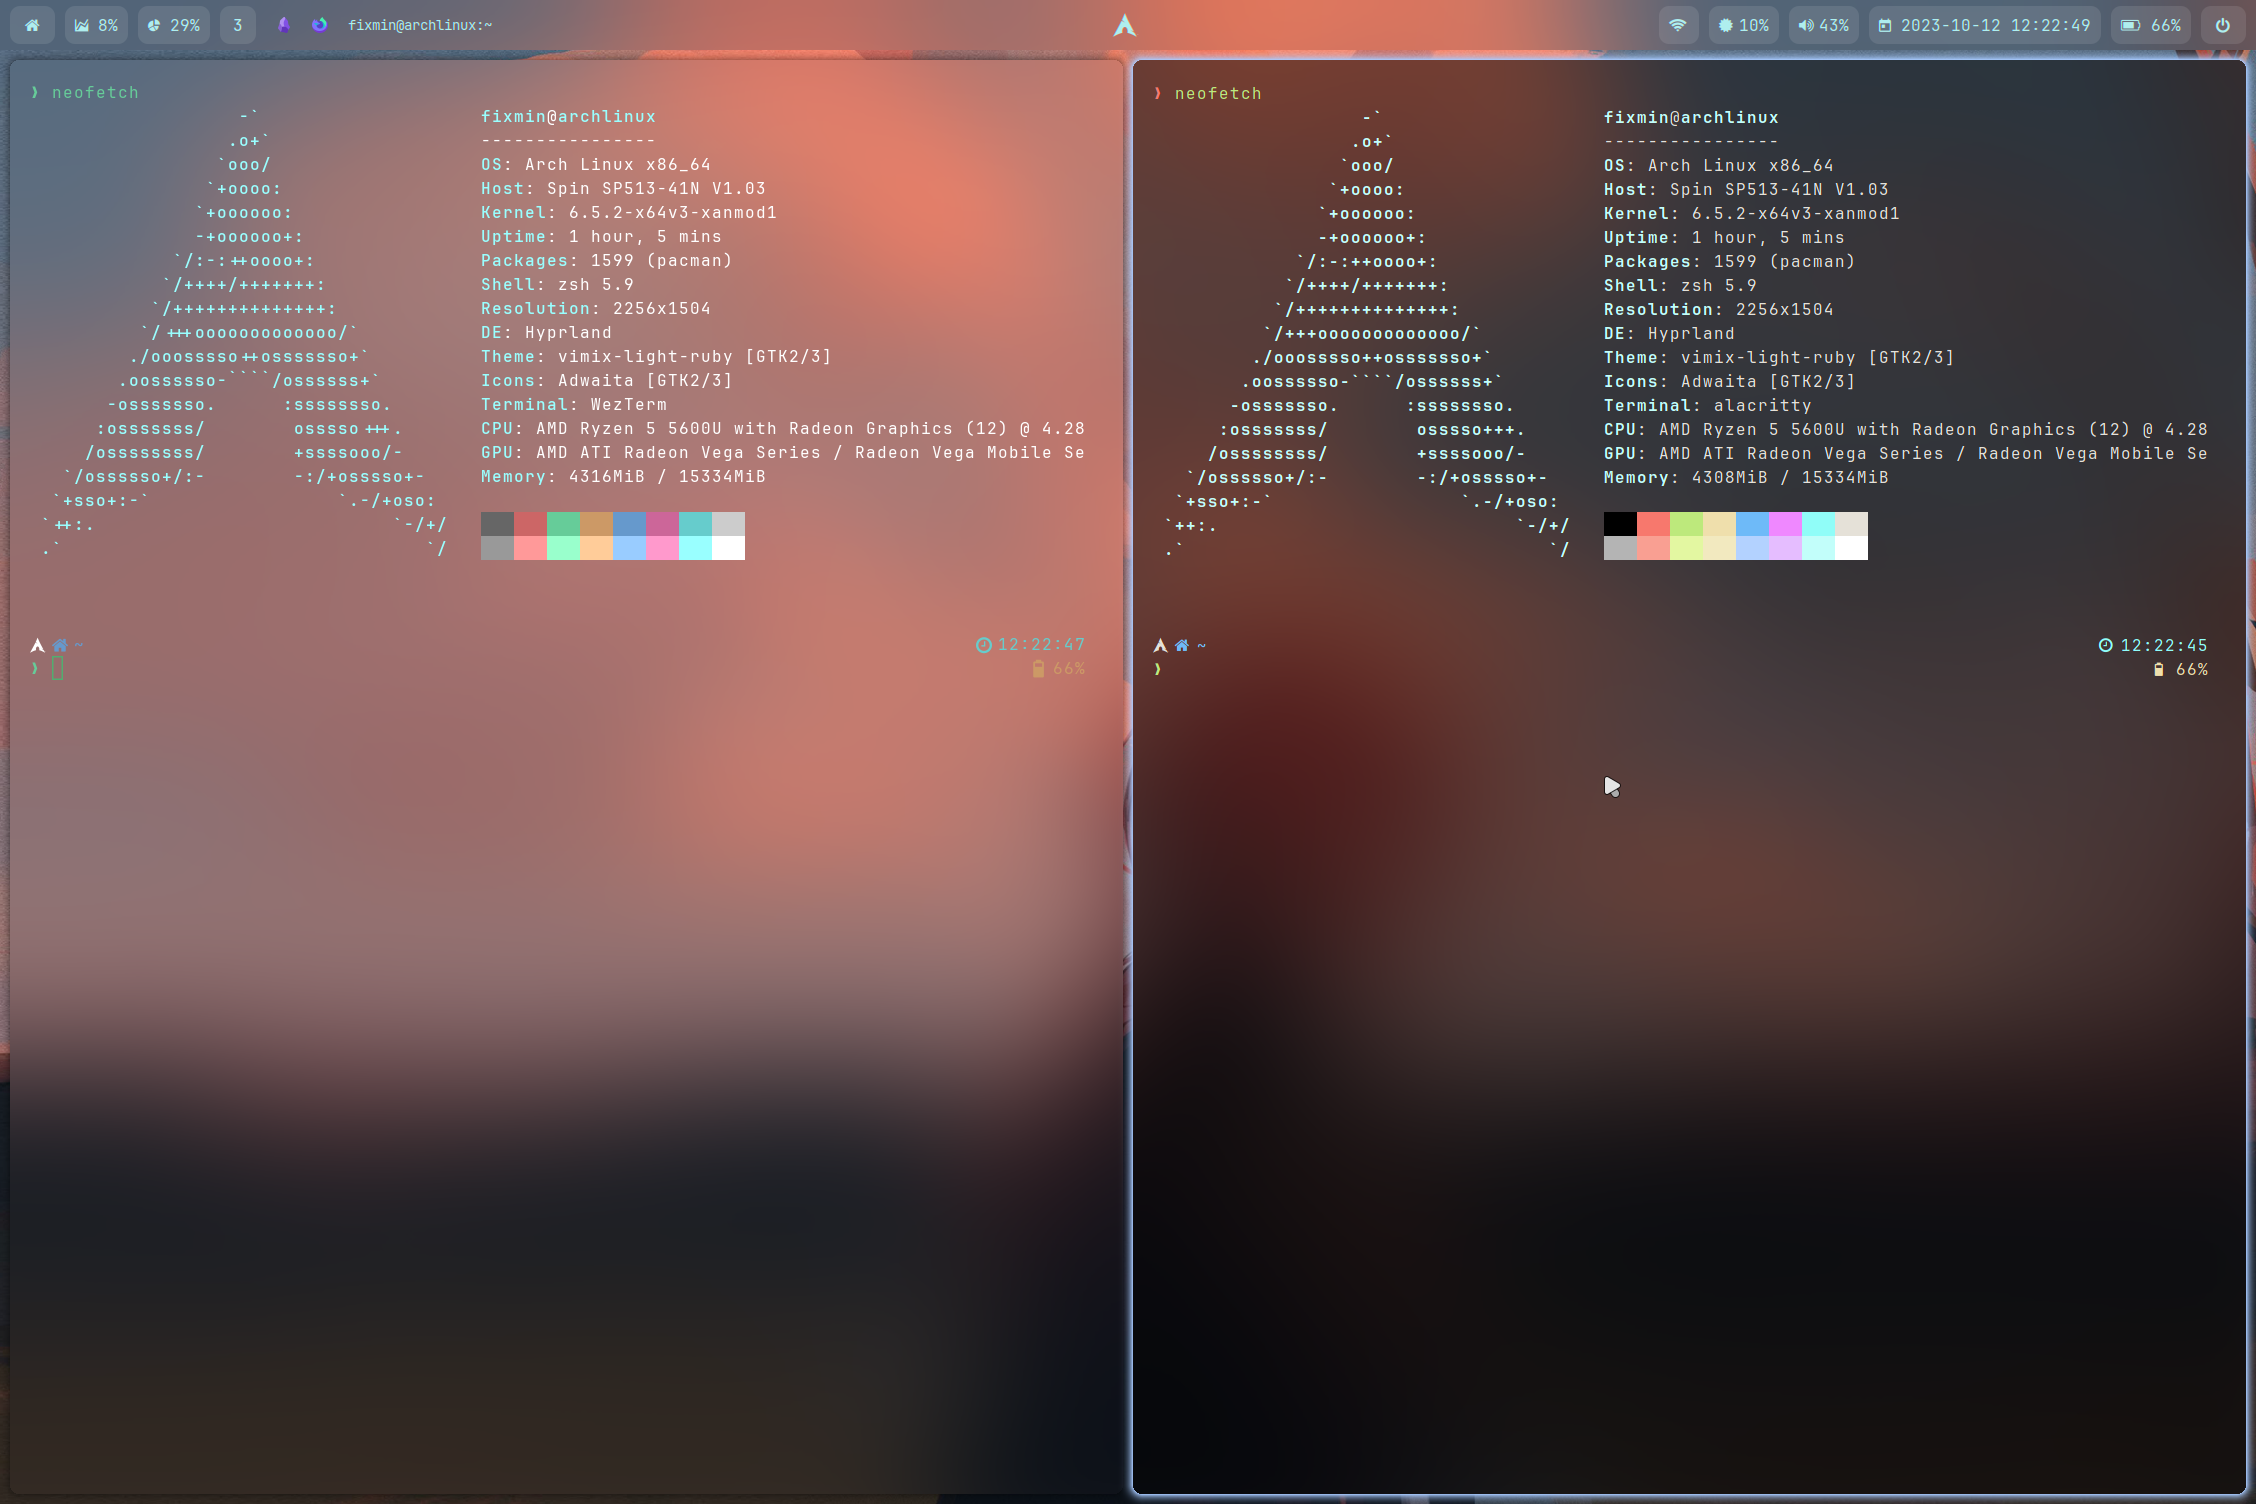 8% 29% 3 fixmin@archlinux:~ 10% 43% 2023-10-12 12:22:49 66%
❯ neofetch
                  -`                     fixmin@archlinux
                 .o+`                    ----------------
                `ooo/                    OS: Arch Linux x86_64
               `+oooo:                   Host: Spin SP513-41N V1.03
              `+oooooo:                  Kernel: 6.5.2-x64v3-xanmod1
              -+oooooo+:                 Uptime: 1 hour, 5 mins
            `/:-:++oooo+:                Packages: 1599 (pacman)
           `/++++/+++++++:               Shell: zsh 5.9
          `/++++++++++++++:              Resolution: 2256x1504
         `/+++ooooooooooooo/`            DE: Hyprland
        ./ooosssso++osssssso+`           Theme: vimix-light-ruby [GTK2/3]
       .oossssso-````/ossssss+`          Icons: Adwaita [GTK2/3]
      -osssssso.      :ssssssso.         Terminal: WezTerm
     :osssssss/        osssso+++.        CPU: AMD Ryzen 5 5600U with Radeon Graphics (12) @ 4.28
    /ossssssss/        +ssssooo/-        GPU: AMD ATI Radeon Vega Series / Radeon Vega Mobile Se
  `/ossssso+/:-        -:/+osssso+-      Memory: 4316MiB / 15334MiB
 `+sso+:-`                 `.-/+oso:
`++:.                           `-/+/
.`                                 `/
~ 12:22:47
❯ 66%
❯ neofetch
                  -`                     fixmin@archlinux
                 .o+`                    ----------------
                `ooo/                    OS: Arch Linux x86_64
               `+oooo:                   Host: Spin SP513-41N V1.03
              `+oooooo:                  Kernel: 6.5.2-x64v3-xanmod1
              -+oooooo+:                 Uptime: 1 hour, 5 mins
            `/:-:++oooo+:                Packages: 1599 (pacman)
           `/++++/+++++++:               Shell: zsh 5.9
          `/++++++++++++++:              Resolution: 2256x1504
         `/+++ooooooooooooo/`            DE: Hyprland
        ./ooosssso++osssssso+`           Theme: vimix-light-ruby [GTK2/3]
       .oossssso-````/ossssss+`          Icons: Adwaita [GTK2/3]
      -osssssso.      :ssssssso.         Terminal: alacritty
     :osssssss/        osssso+++.        CPU: AMD Ryzen 5 5600U with Radeon Graphics (12) @ 4.28
    /ossssssss/        +ssssooo/-        GPU: AMD ATI Radeon Vega Series / Radeon Vega Mobile Se
  `/ossssso+/:-        -:/+osssso+-      Memory: 4308MiB / 15334MiB
 `+sso+:-`                 `.-/+oso:
`++:.                           `-/+/
.`                                 `/
~ 12:22:45
❯ 66%